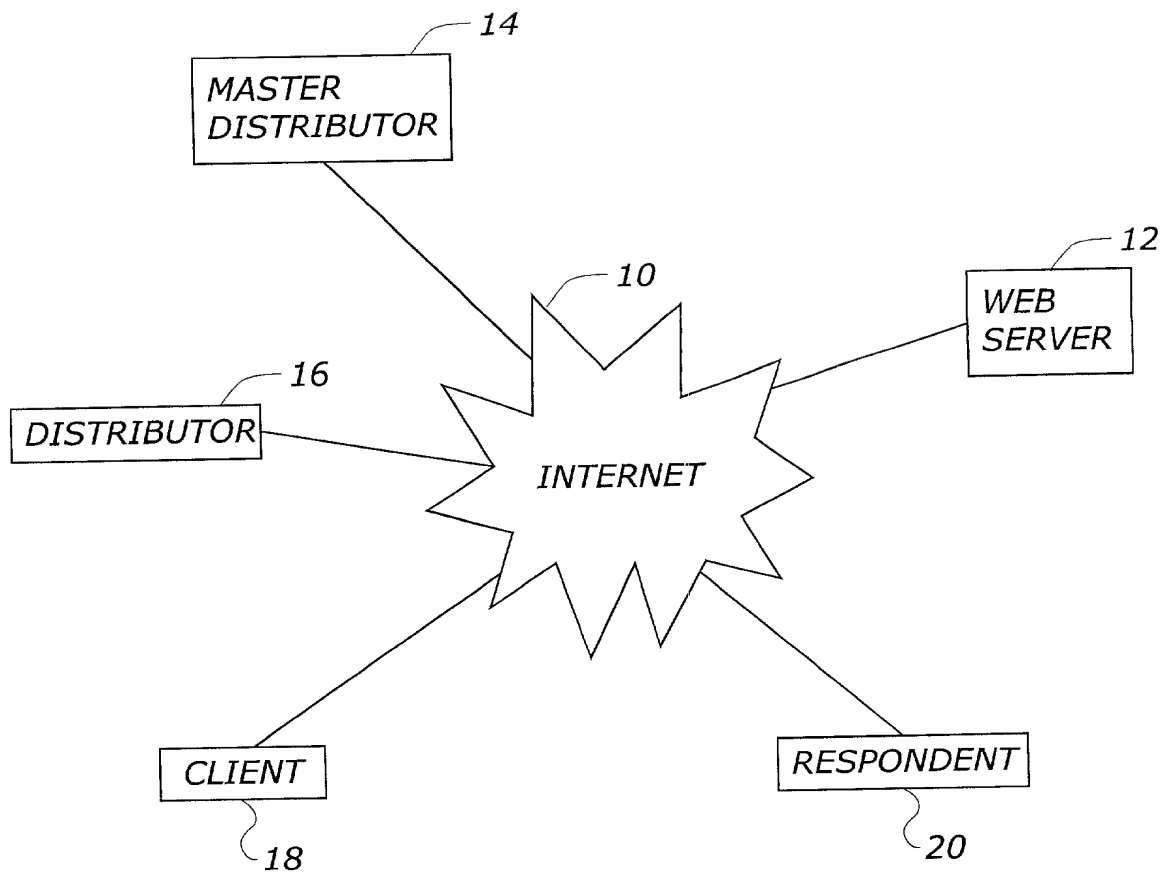 14
MASTER
DISTRIBUTOR
12
10
WEB
SERVER
16
DISTRIBUTOR
INTERNET
CLIENT
RESPONDENT
18
20